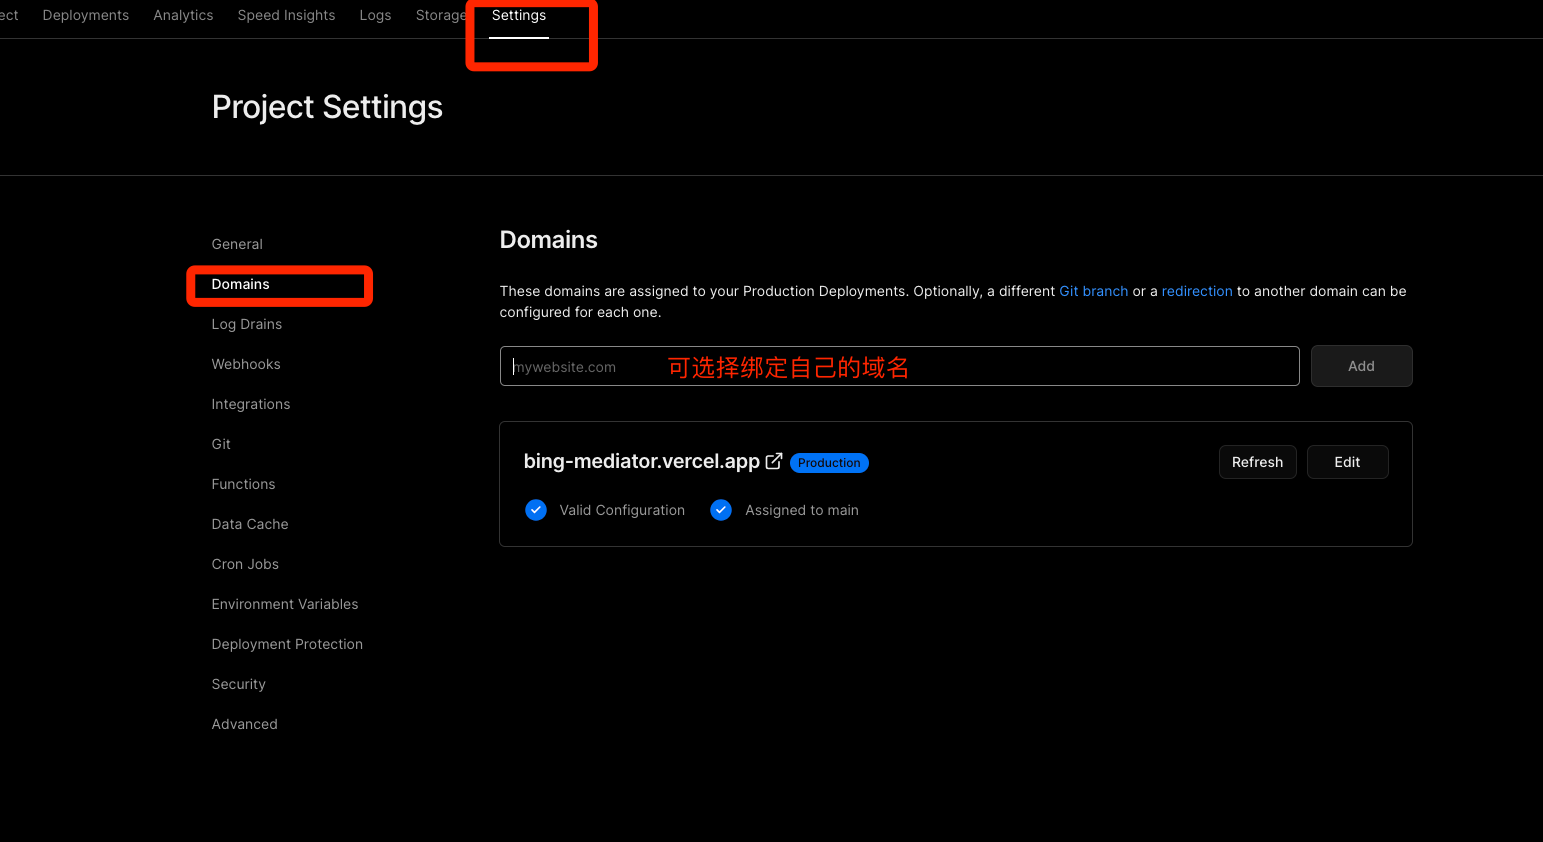 ect Deployments Analytics Speed Insights Logs Storage Settings
Project Settings
General
Domains
Log Drains
Webhooks
Integrations
Git
Functions
Data Cache
Cron Jobs
Environment Variables
Deployment Protection
Security
Advanced
Domains
These domains are assigned to your Production Deployments. Optionally, a different Git branch or a redirection to another domain can be
configured for each one.
mywebsite.com 可选择绑定自己的域名 Add
bing-mediator.vercel.app Production Refresh Edit
Valid Configuration Assigned to main